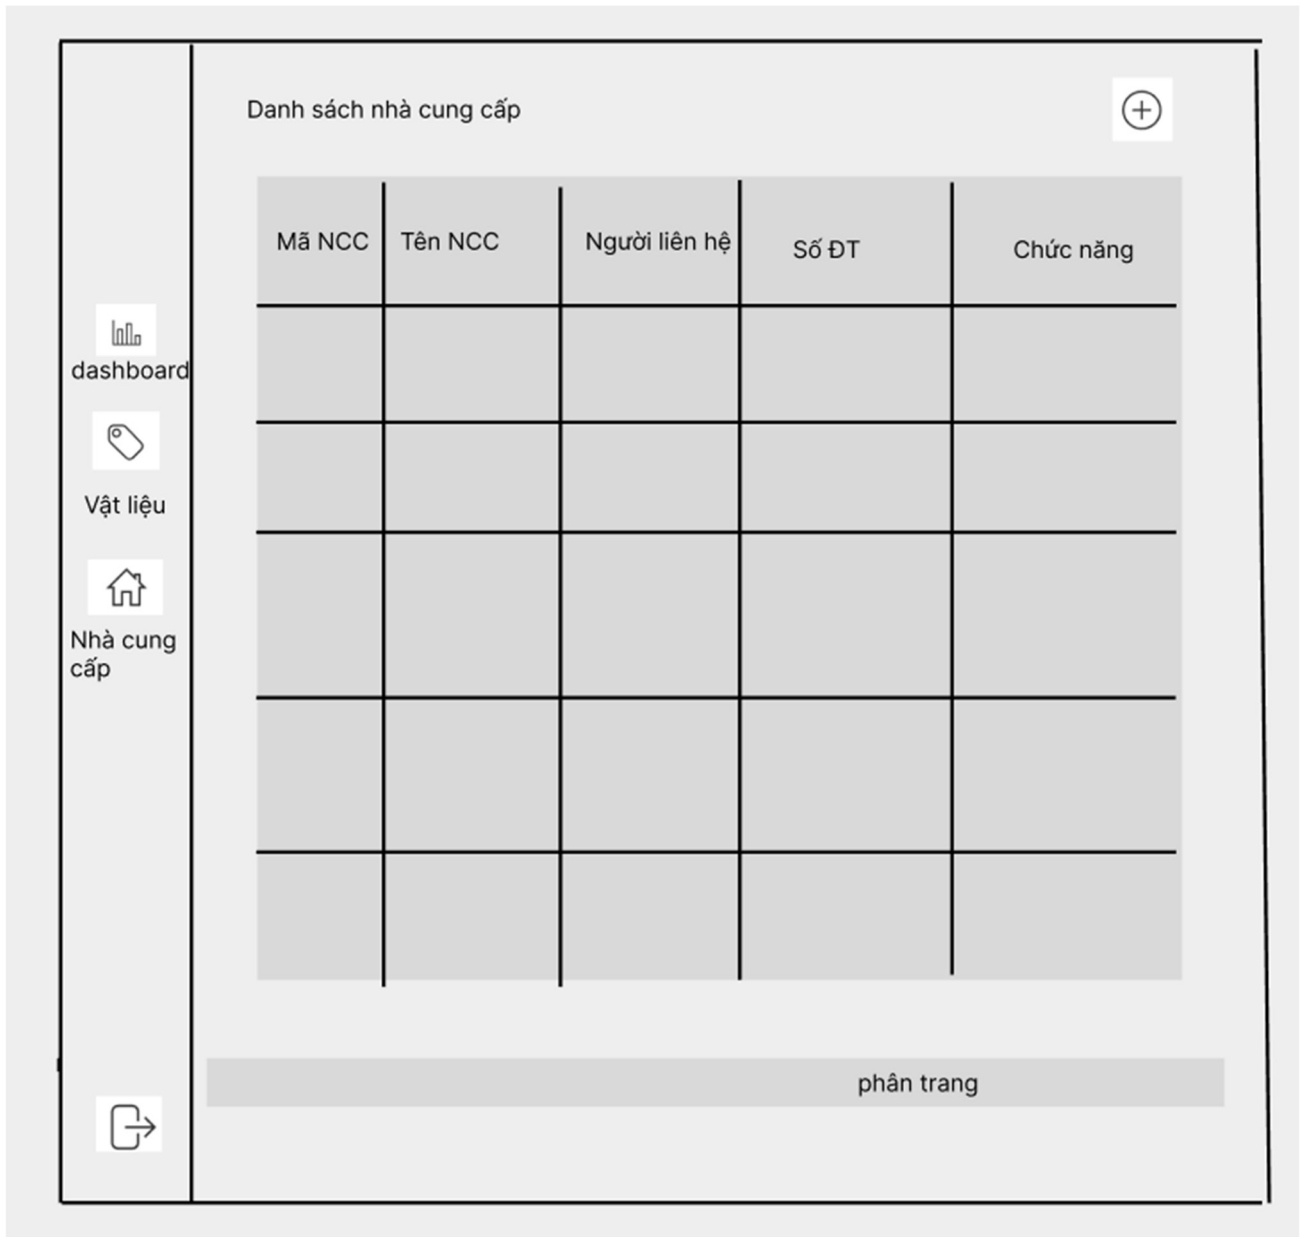 Danh sách nhà cung cấp
Mã NCC Tên NCC Người liên hệ Số ĐT Chức năng
dashboard
Vật liệu
Nhà cung
cấp
phân trang